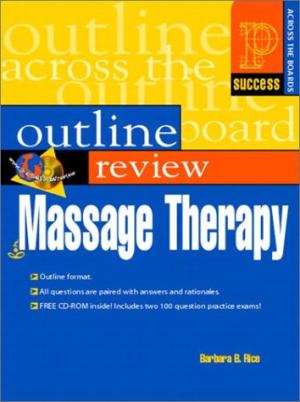 outline
across the
outline
board
P
success
ACROSS THE BOARDS
outline
review
Massage Therapy
Outline format.
All questions are paired with answers and rationales.
FREE CD-ROM inside! Includes two 100 question practice exams!
Barbara B. Rice